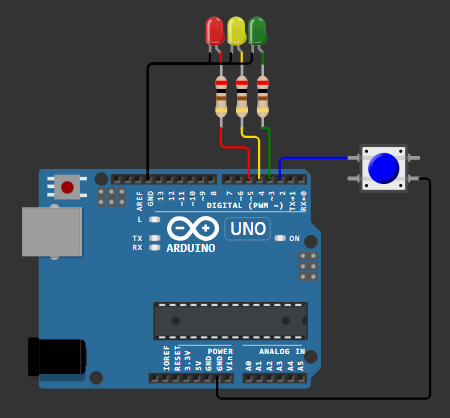 AREF
GND
13
12
~11
~10
~9
8
7
~6
~5
4
~3
2
TX→1
RX←0
DIGITAL (PWM ~)
L
TX
RX
UNO
ARDUINO
ON
POWER
ANALOG IN
IOREF
RESET
3.3V
5V
GND
GND
Vin
A0
A1
A2
A3
A4
A5